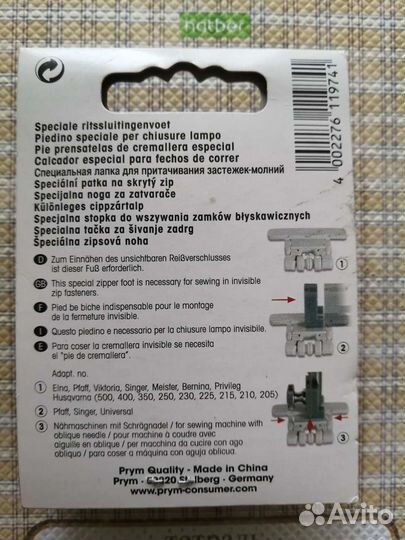 hatber
Speciale ritssluitingenvoet
Piedino speciale per chiusure lampo
Pie prensatelas de cremallera especial
Calcador especial para fechos de correr
Специальная лапка для притачивания застежек-молний
Speciální patka na skrytý zip
Specijalna noga za zatvarače
Különleges cippzártalp
Specjalna stopka do wszywania zamków błyskawicznych
Specialna tačka za šivanje zadrg
Špeciálna zipsová noha
4 002276 119741
D Zum Einnähen des unsichtbaren Reißverschlusses
ist dieser Fuß erforderlich.
GB This special zipper foot is necessary for sewing in invisible
zip fasteners.
F Pied de biche indispensable pour le montage
de la fermeture invisible.
I Questo piedino e necessario per la chiusure lampo invisible.
E Para coser la cremallera invisible se necesita
el "pie de cremallera".
Adapt. no.
1 Elna, Pfaff, Viktoria, Singer, Meister, Bernina, Privileg
Husqvarna (500, 400, 350, 250, 230, 225, 215, 210, 205)
2 Pfaff, Singer, Universal
3 Nähmaschinen mit Schrägnadel / for sewing machine with
oblique needle / pour machine à coudre avec
aiguille en oblique / per macchina da cucire con ago
obliquo / para coser a máquina con aguja oblicua.
1
2
3
Prym Quality - Made in China
Prym - Germany
www.prym-consumer.com
Avito